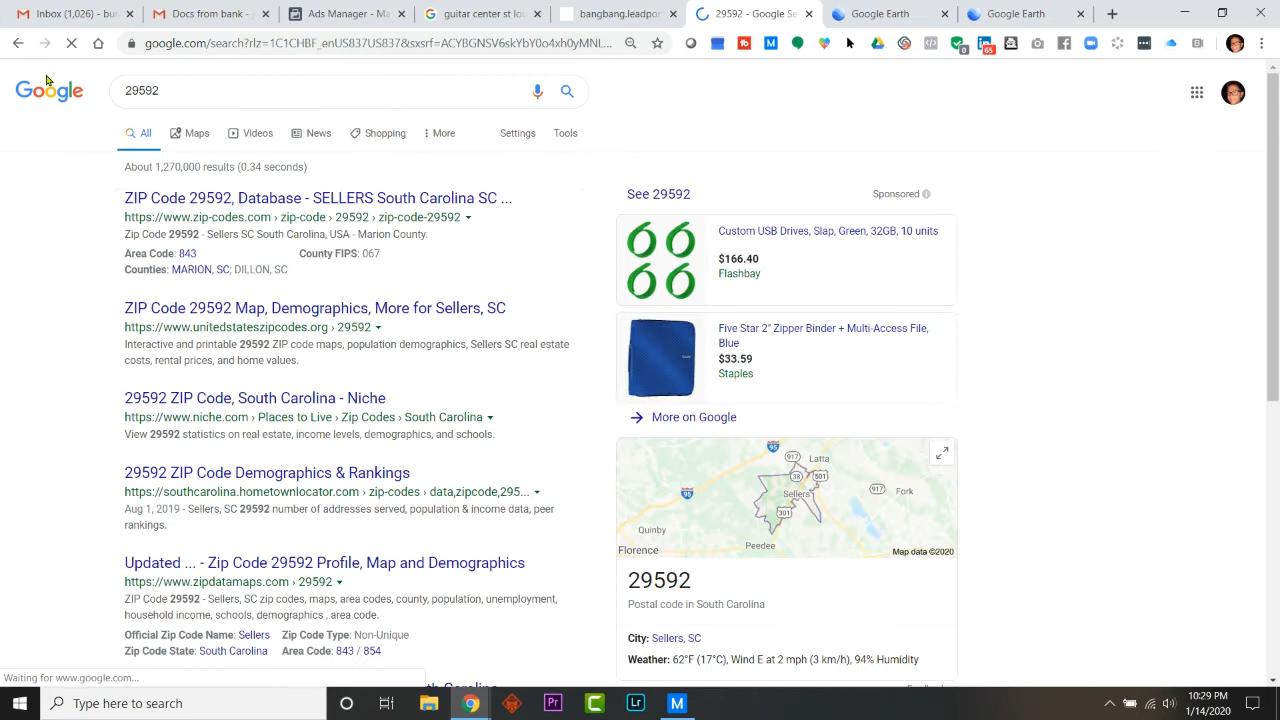 Inbox (1,026) - lou
Docs from - bang
Ads Manager - Ma
guitar center st lou
bangbang.leadpor
29592 - Google Se
Google Earth
Google Earth
google.com/search?rlz=1C1CHBF_enUS837US837&sxsrf=ACYBGNSV6
Google
29592
All
Maps
Videos
News
Shopping
More
Settings
Tools
About 1,270,000 results (0.34 seconds)
ZIP Code 29592, Database - SELLERS South Carolina SC ...
https://www.zip-codes.com › zip-code › 29592 › zip-code-29592
Zip Code 29592 - Sellers SC South Carolina, USA - Marion County.
Area Code: 843 County FIPS: 067
Counties: MARION, SC; DILLON, SC
ZIP Code 29592 Map, Demographics, More for Sellers, SC
https://www.unitedstateszipcodes.org › 29592
Interactive and printable 29592 ZIP code maps, population demographics, Sellers SC real estate
costs, rental prices, and home values.
29592 ZIP Code, South Carolina - Niche
https://www.niche.com › Places to Live › Zip Codes › South Carolina
View 29592 statistics on real estate, income levels, demographics, and schools.
29592 ZIP Code Demographics & Rankings
https://southcarolina.hometownlocator.com › zip-codes › data,zipcode,295...
Aug 1, 2019 - Sellers, SC 29592 number of addresses served, population & income data, peer
rankings.
Updated ... - Zip Code 29592 Profile, Map and Demographics
https://www.zipdatamaps.com › 29592
ZIP Code 29592 - Sellers, SC zip codes, maps, area codes, county, population, unemployment,
household income, schools, demographics , area code.
Official Zip Code Name: Sellers Zip Code Type: Non-Unique
Zip Code State: South Carolina Area Code: 843 / 854
See 29592
Sponsored
Custom USB Drives, Slap, Green, 32GB, 10 units
$166.40
Flashbay
Five Star 2" Zipper Binder + Multi-Access File,
Blue
$33.59
Staples
More on Google
95
917
Latta
38
501
95
Sellers
917
Fork
301
Quinby
Peedee
Florence
Map data ©2020
29592
Postal code in South Carolina
City: Sellers, SC
Weather: 62°F (17°C), Wind E at 2 mph (3 km/h), 94% Humidity
Waiting for www.google.com...
Type here to search
Pr
Lr
M
10:29 PM
1/14/2020